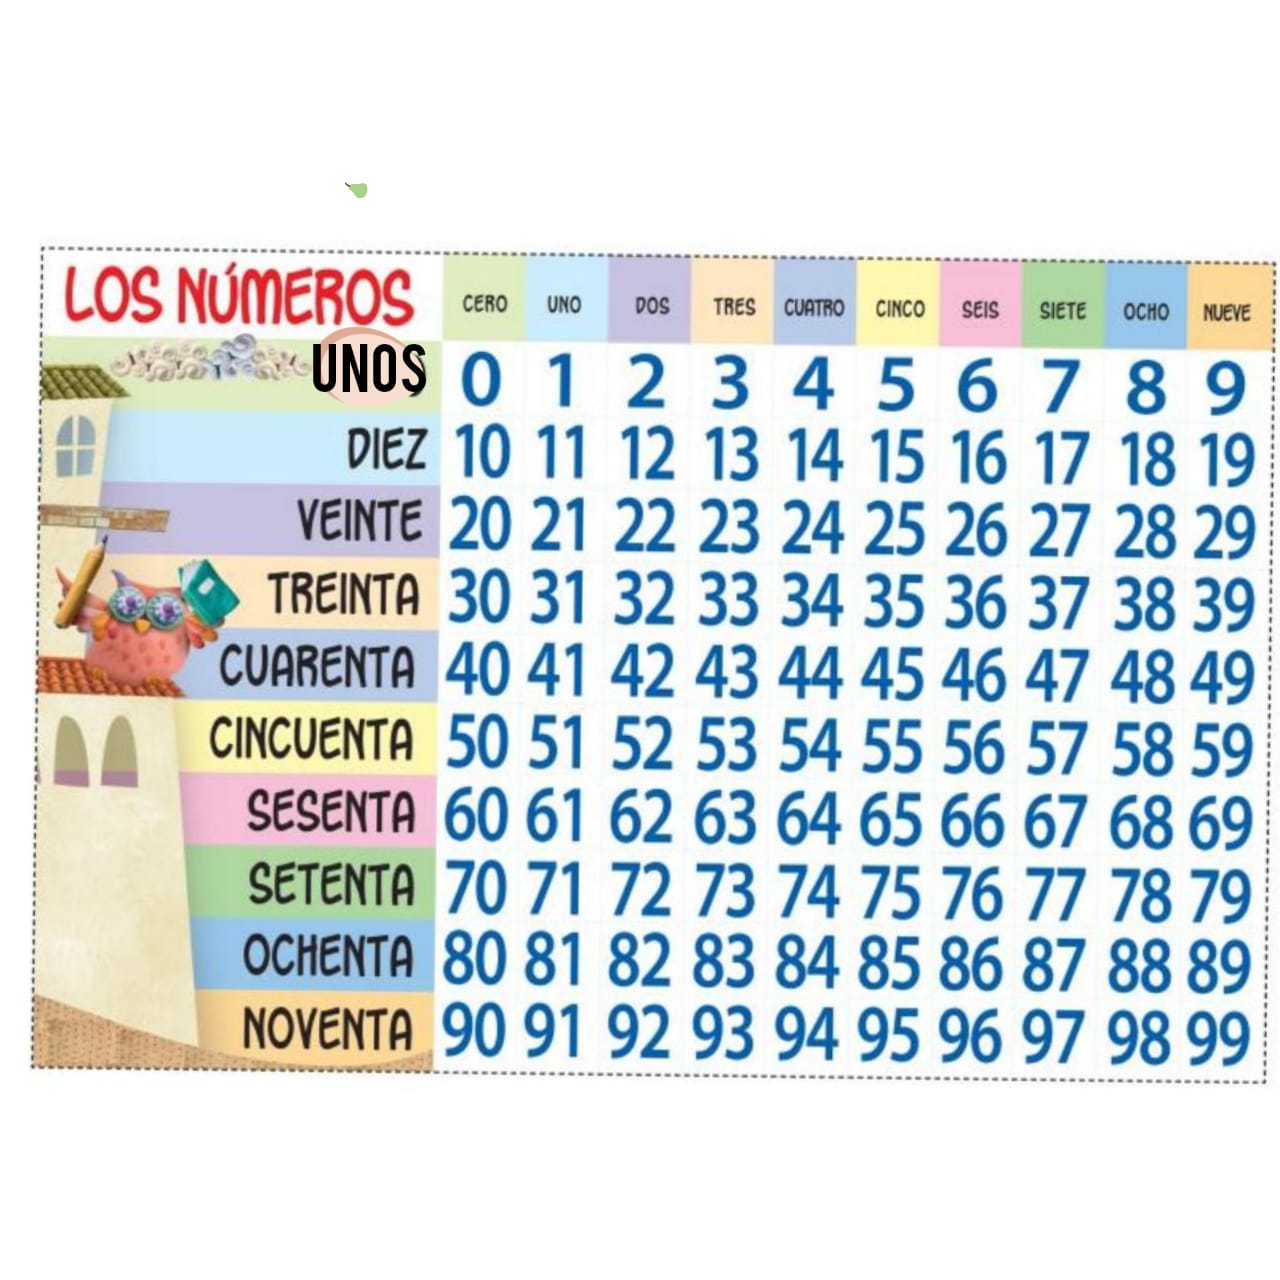 LOS NÚMEROS CERO UNO DOS TRES CUATRO CINCO SEIS SIETE OCHO NUEVE
UNOS 0 1 2 3 4 5 6 7 8 9
DIEZ 10 11 12 13 14 15 16 17 18 19
VEINTE 20 21 22 23 24 25 26 27 28 29
TREINTA 30 31 32 33 34 35 36 37 38 39
CUARENTA 40 41 42 43 44 45 46 47 48 49
CINCUENTA 50 51 52 53 54 55 56 57 58 59
SESENTA 60 61 62 63 64 65 66 67 68 69
SETENTA 70 71 72 73 74 75 76 77 78 79
OCHENTA 80 81 82 83 84 85 86 87 88 89
NOVENTA 90 91 92 93 94 95 96 97 98 99